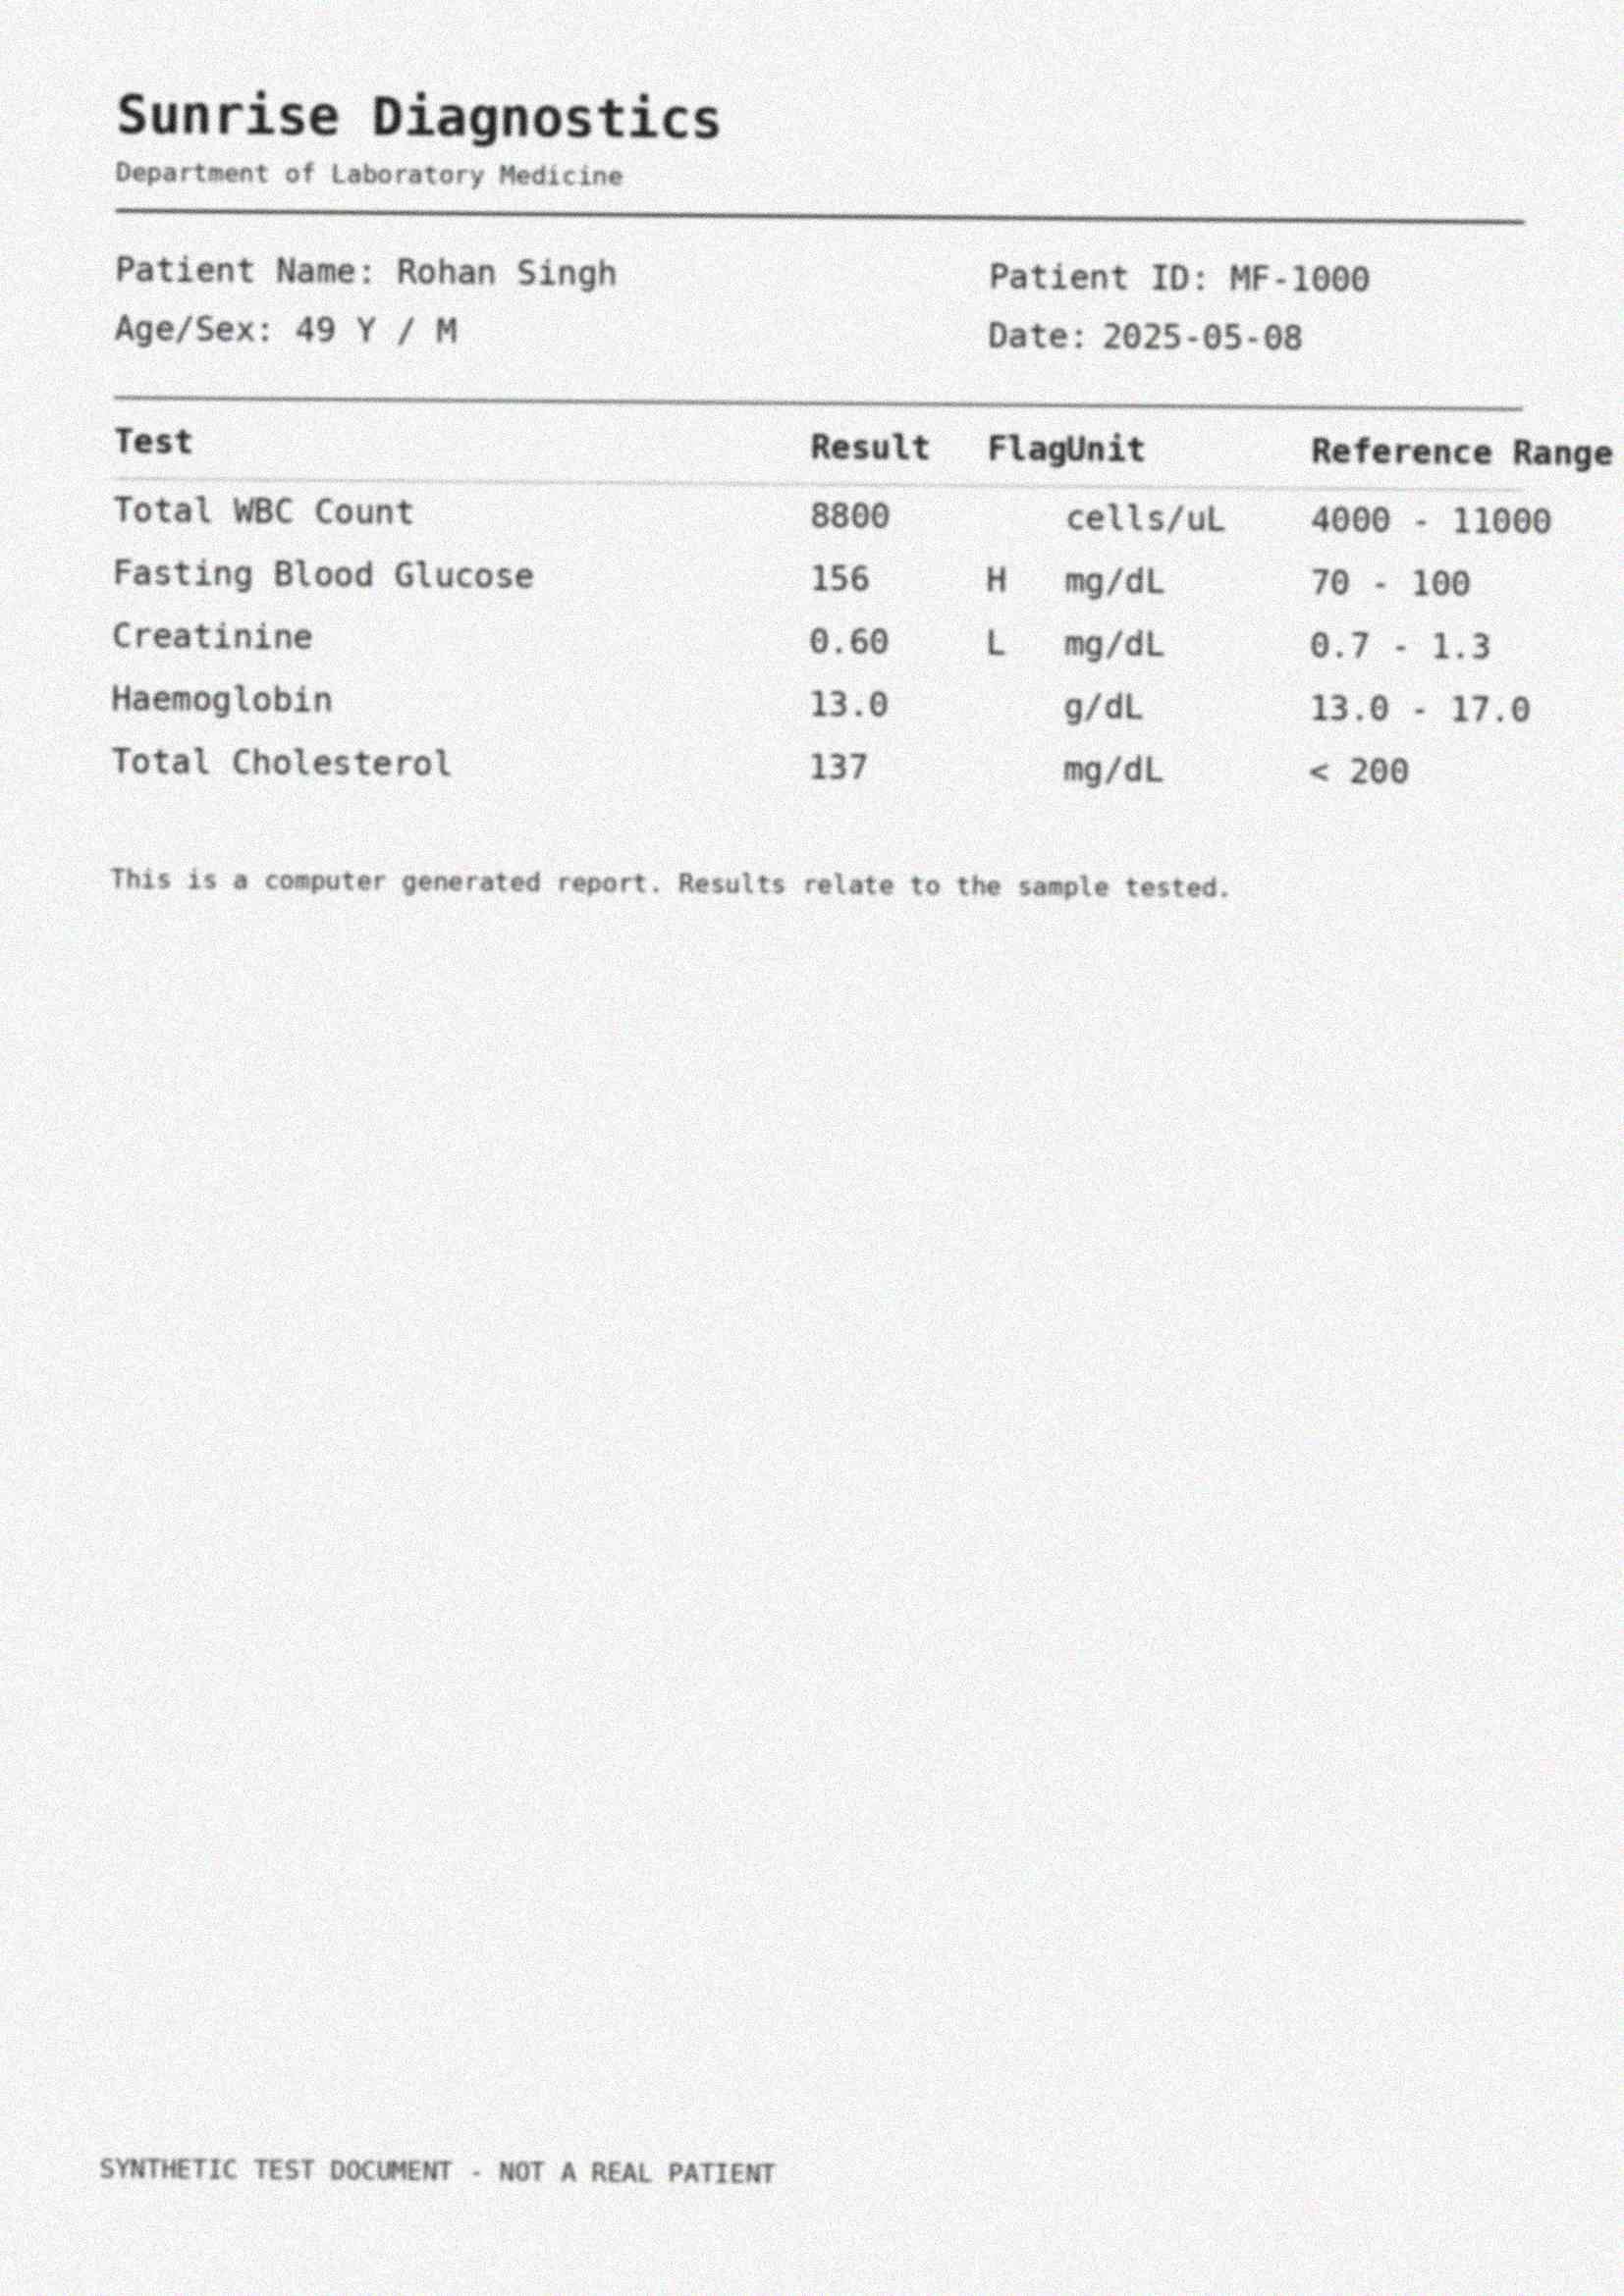 Sunrise Diagnostics
Department of Laboratory Medicine
Patient Name: Rohan Singh Patient ID: MF-1000
Age/Sex: 49 Y / M Date: 2025-05-08
Test Result FlagUnit Reference Range
Total WBC Count 8800 cells/uL 4000 - 11000
Fasting Blood Glucose 156 H mg/dL 70 - 100
Creatinine 0.60 L mg/dL 0.7 - 1.3
Haemoglobin 13.0 g/dL 13.0 - 17.0
Total Cholesterol 137 mg/dL < 200
This is a computer generated report. Results relate to the sample tested.
SYNTHETIC TEST DOCUMENT - NOT A REAL PATIENT